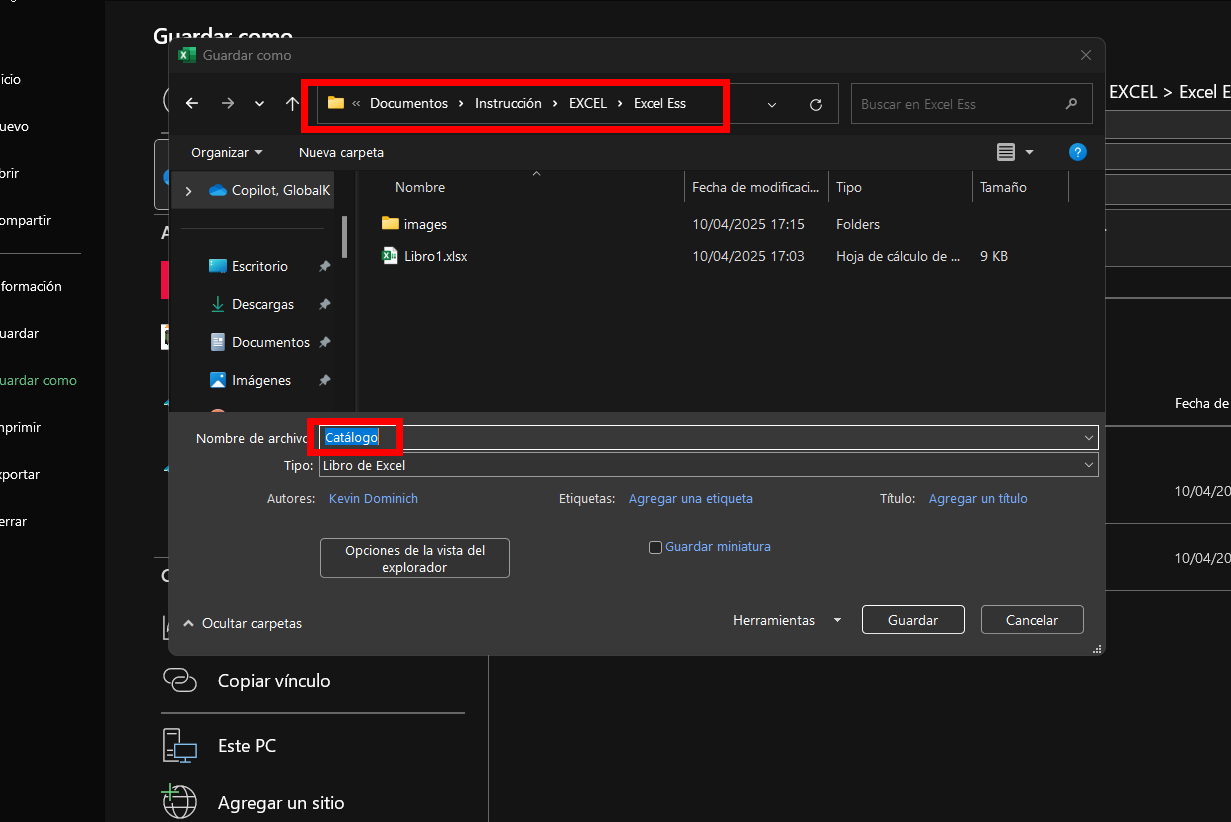 Guardar como
Guardar como
icio
uevo
brir
ompartir
formación
uardar
uardar como
nprimir
xportar
errar
« Documentos › Instrucción › EXCEL › Excel Ess
Buscar en Excel Ess
EXCEL > Excel E
Organizar
Nueva carpeta
Copilot, GlobalK
Escritorio
Descargas
Documentos
Imágenes
Nombre Fecha de modificaci... Tipo Tamaño
images 10/04/2025 17:15 Folders
Libro1.xlsx 10/04/2025 17:03 Hoja de cálculo de ... 9 KB
Fecha de
Nombre de archivo Catálogo
Tipo: Libro de Excel
Autores: Kevin Dominich Etiquetas: Agregar una etiqueta Título: Agregar un título
10/04/20
Opciones de la vista del
explorador
Guardar miniatura
10/04/20
Ocultar carpetas
Herramientas
Guardar
Cancelar
Copiar vínculo
Este PC
Agregar un sitio